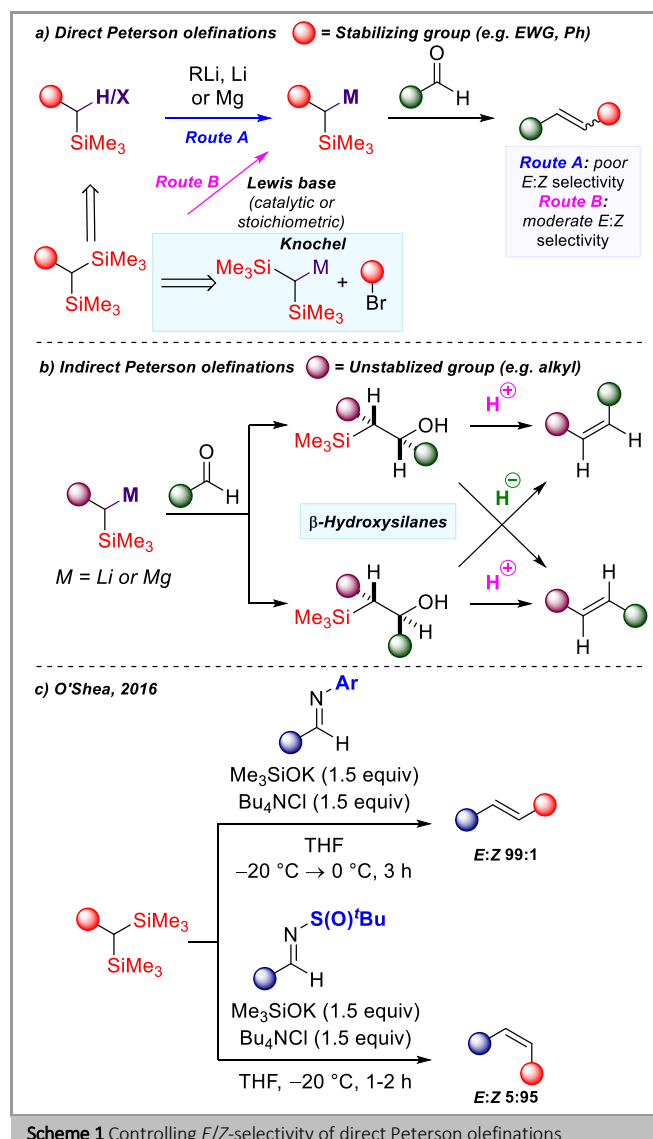 a) Direct Peterson olefinations = Stabilizing group (e.g. EWG, Ph)
H/X
SiMe3
RLi, Li
or Mg
Route A
M
SiMe3
O
H
Route B
Lewis base
(catalytic or
stoichiometric)
Route A: poor
E:Z selectivity
Route B:
moderate E:Z
selectivity
SiMe3
SiMe3
Knochel
Me3Si
M
SiMe3
+
Br
b) Indirect Peterson olefinations = Unstablized group (e.g. alkyl)
M
SiMe3
M = Li or Mg
O
H
H
Me3Si
OH
H
H⊕
H
H
β-Hydroxysilanes
H⊖
H
Me3Si
OH
H
H⊕
H
H
c) O'Shea, 2016
Ar
N
H
Me3SiOK (1.5 equiv)
Bu4NCl (1.5 equiv)
THF
−20 °C → 0 °C, 3 h
E:Z 99:1
SiMe3
SiMe3
S(O)tBu
N
H
Me3SiOK (1.5 equiv)
Bu4NCl (1.5 equiv)
THF, −20 °C, 1-2 h
E:Z 5:95
Scheme 1 Controlling E/Z-selectivity of direct Peterson olefinations